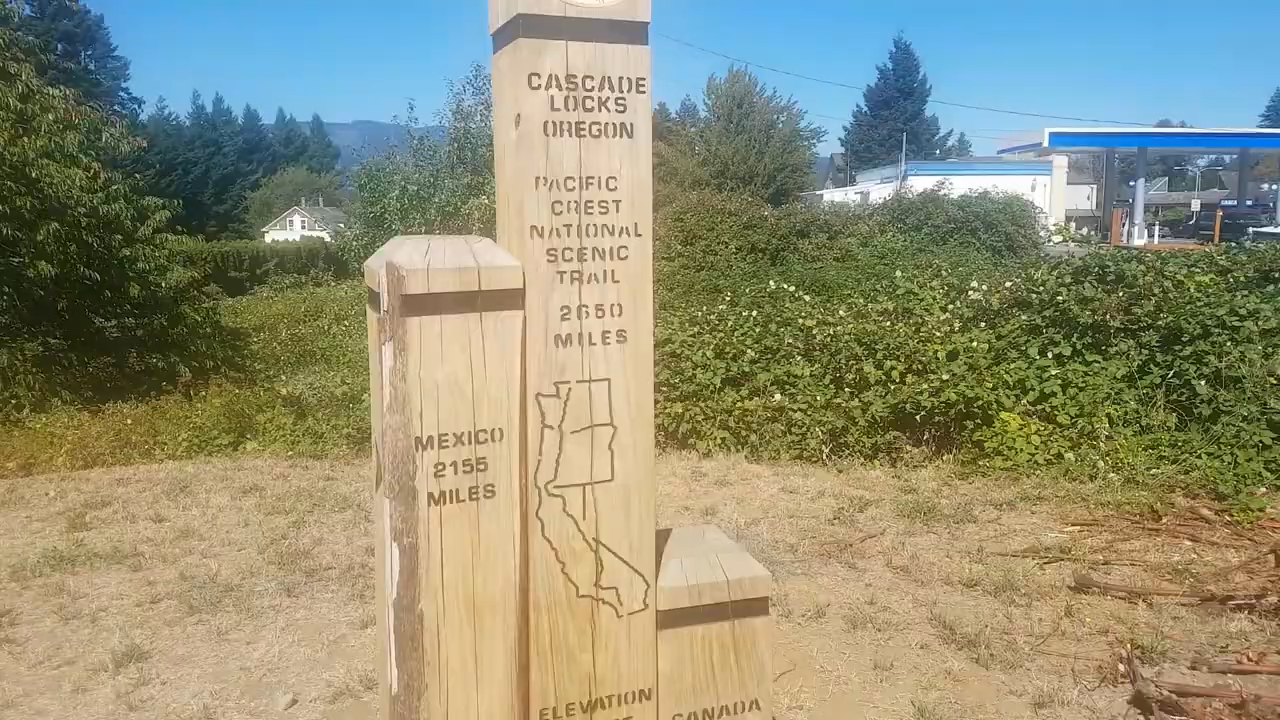 CASCADE
LOCKS
OREGON
PACIFIC
CREST
NATIONAL
SCENIC
TRAIL
2650
MILES
MEXICO
2155
MILES
ELEVATION
CANADA